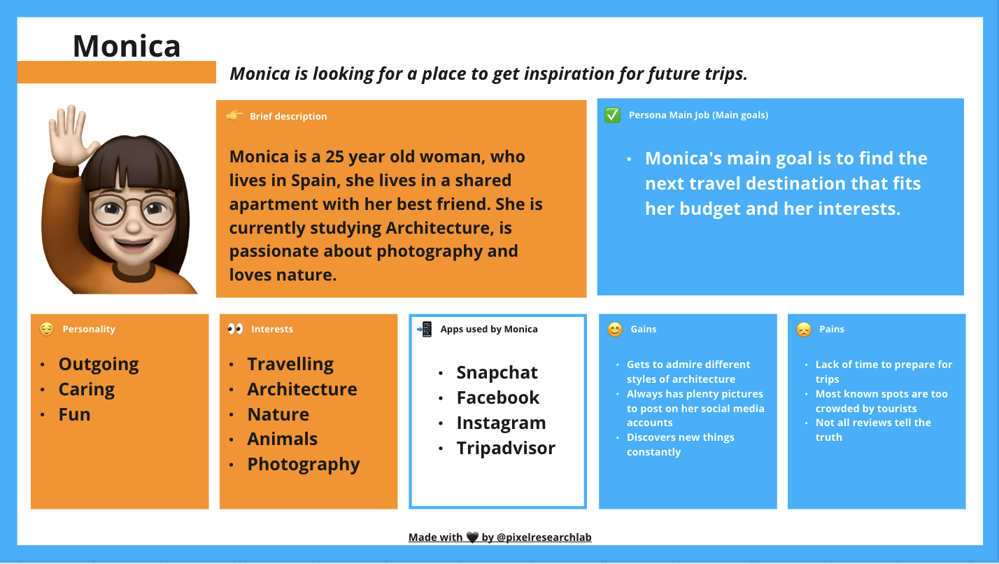 Monica
Monica is looking for a place to get inspiration for future trips.
Brief description
Monica is a 25 year old woman, who
lives in Spain, she lives in a shared
apartment with her best friend. She is
currently studying Architecture, is
passionate about photography and
loves nature.
Persona Main Job (Main goals)
• Monica's main goal is to find the
next travel destination that fits
her budget and her interests.
Personality
• Outgoing
• Caring
• Fun
Interests
• Travelling
• Architecture
• Nature
• Animals
• Photography
Apps used by Monica
• Snapchat
• Facebook
• Instagram
• Tripadvisor
Gains
• Gets to admire different
styles of architecture
• Always has plenty pictures
to post on her social media
accounts
• Discovers new things
constantly
Pains
• Lack of time to prepare for
trips
• Most known spots are too
crowded by tourists
• Not all reviews tell the
truth
Made with 🖤 by @pixelresearchlab